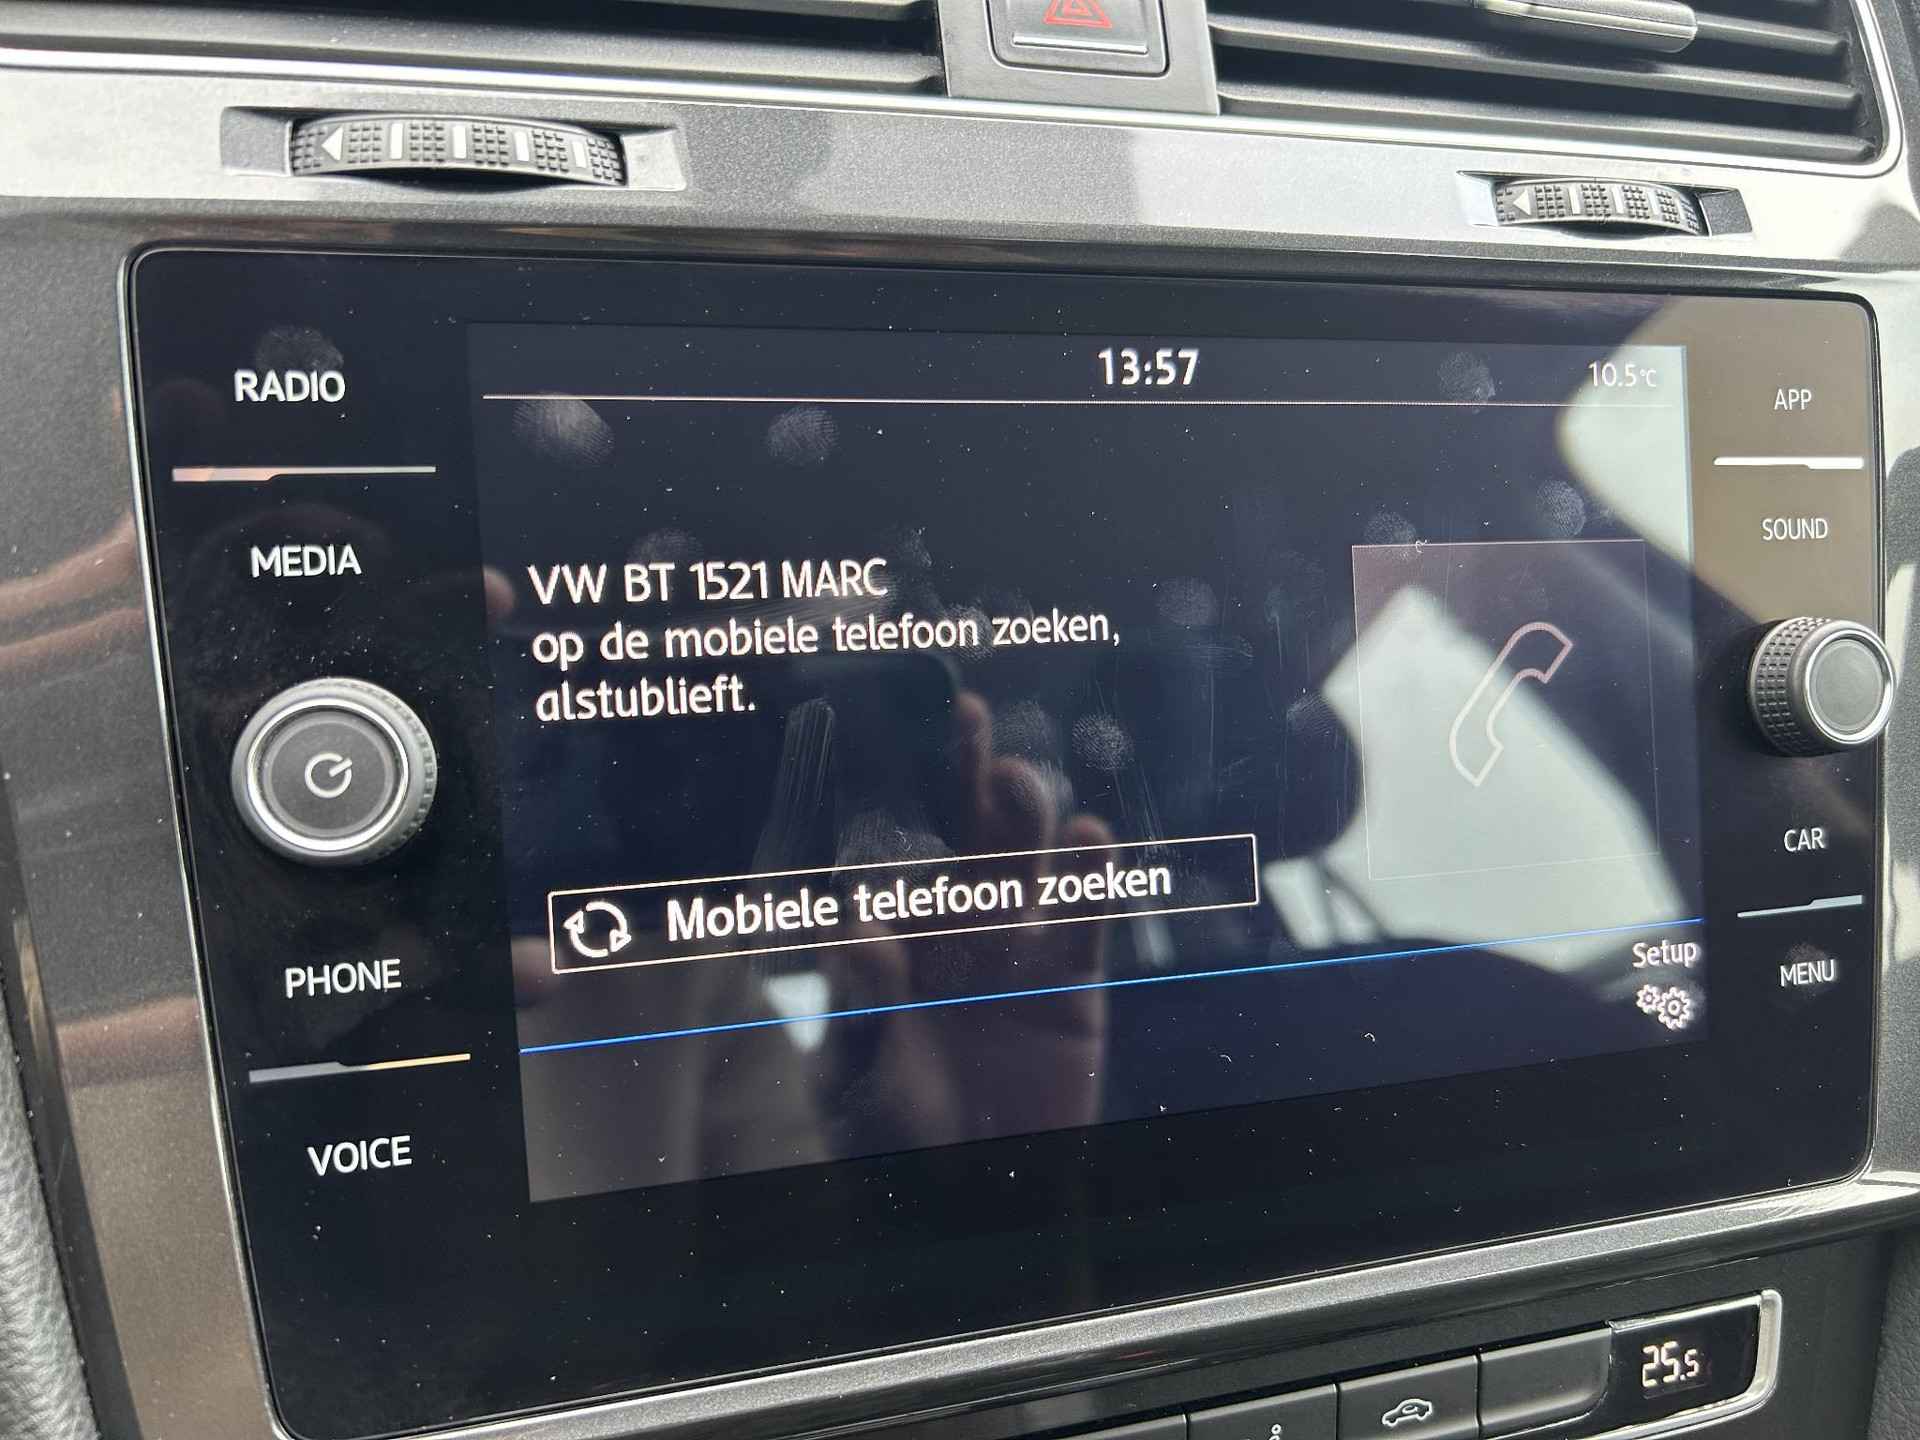 13:57
10.5°C
RADIO
MEDIA
PHONE
VOICE
VW BT 1521 MARC
op de mobiele telefoon zoeken,
alstublieft.
Mobiele telefoon zoeken
Setup
APP
SOUND
CAR
MENU
25.5